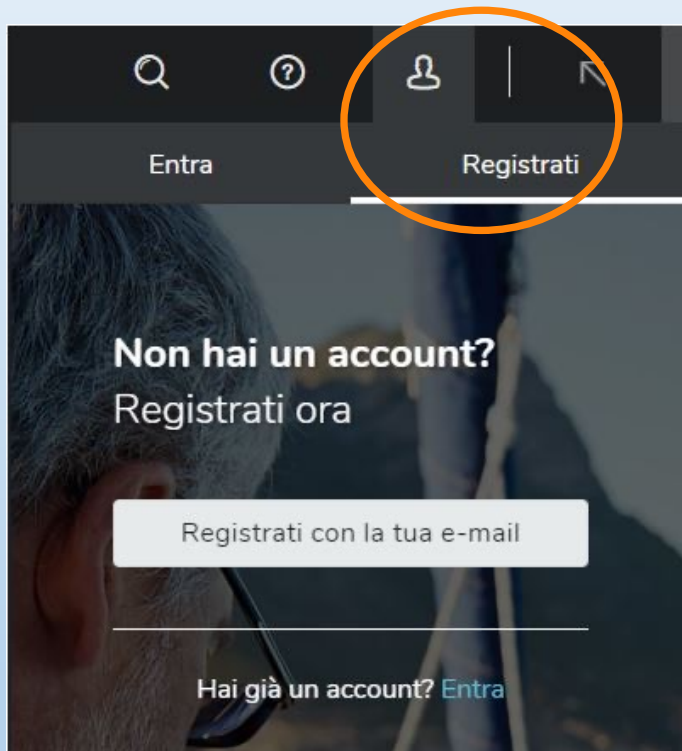 Entra
Registrati
Non hai un account?
Registrati ora
Registrati con la tua e-mail
Hai già un account? Entra